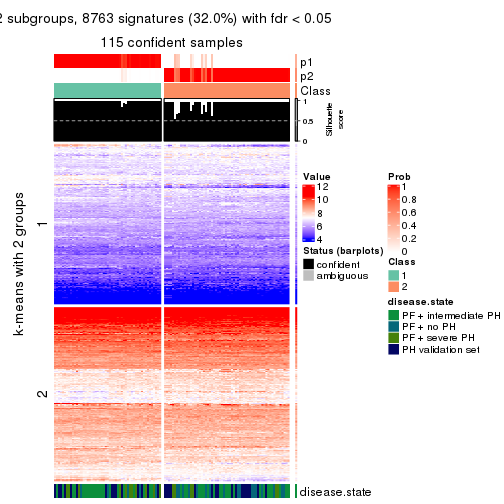 2 subgroups, 8763 signatures (32.0%) with fdr < 0.05
115 confident samples
p1
p2
Class
1
0.5
0
Silhouette
score
k-means with 2 groups
1
2
Value
12
10
8
6
4
Status (barplots)
confident
ambiguous
Prob
1
0.8
0.6
0.4
0.2
0
Class
1
2
disease.state
PF + intermediate PH
PF + no PH
PF + severe PH
PH validation set
disease.state